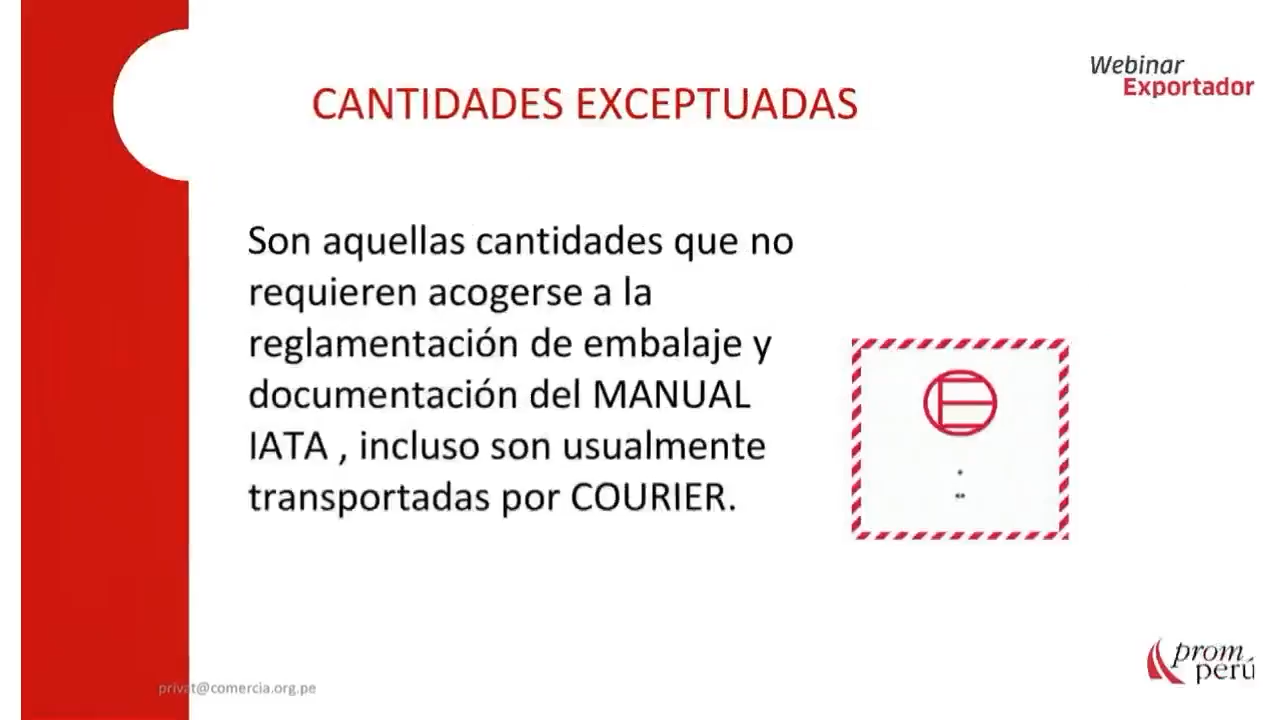 Webinar
Exportador
CANTIDADES EXCEPTUADAS
Son aquellas cantidades que no
requieren acogerse a la
reglamentación de embalaje y
documentación del MANUAL
IATA , incluso son usualmente
transportadas por COURIER.
E
*
**
prom
perú
privat@comercia.org.pe